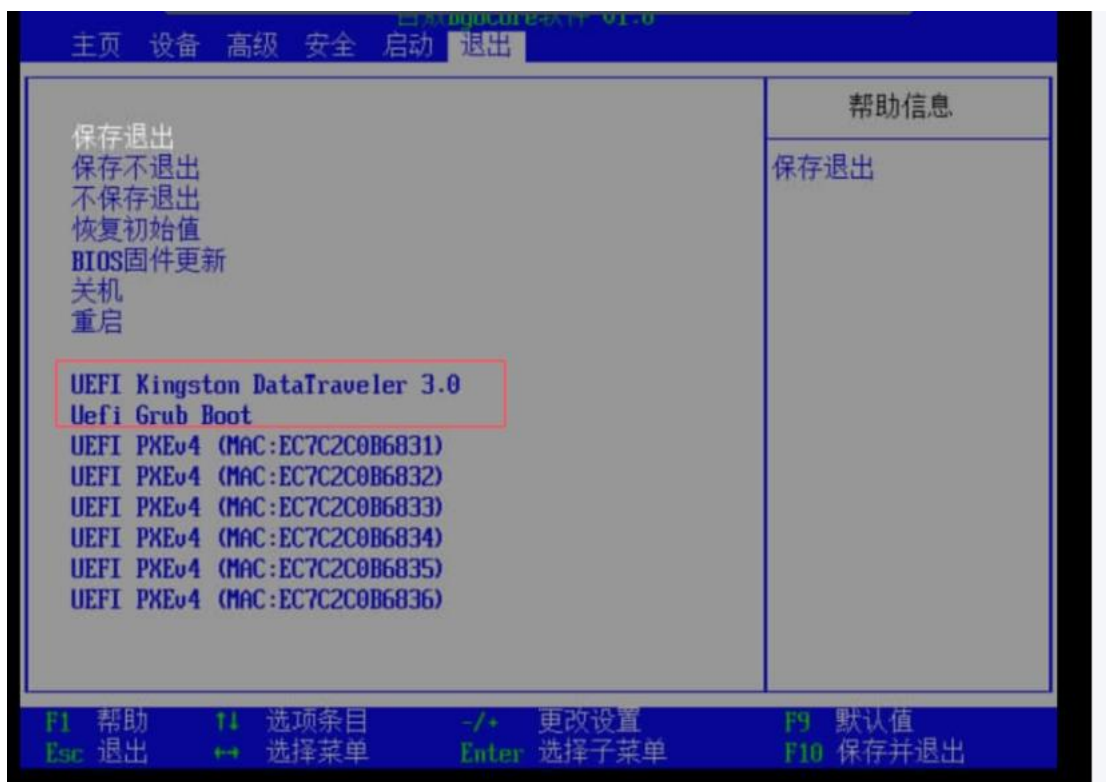 主页 设备 高级 安全 启动 退出
帮助信息
保存退出
保存退出
保存不退出
不保存退出
恢复初始值
BIOS固件更新
关机
重启
UEFI Kingston DataTraveler 3.0
Uefi Grub Boot
UEFI PXEv4 (MAC:EC7C2C0B6831)
UEFI PXEv4 (MAC:EC7C2C0B6832)
UEFI PXEv4 (MAC:EC7C2C0B6833)
UEFI PXEv4 (MAC:EC7C2C0B6834)
UEFI PXEv4 (MAC:EC7C2C0B6835)
UEFI PXEv4 (MAC:EC7C2C0B6836)
F1 帮助 ↑↓ 选项条目 -/+ 更改设置 F9 默认值
Esc 退出 ←→ 选择菜单 Enter 选择子菜单 F10 保存并退出